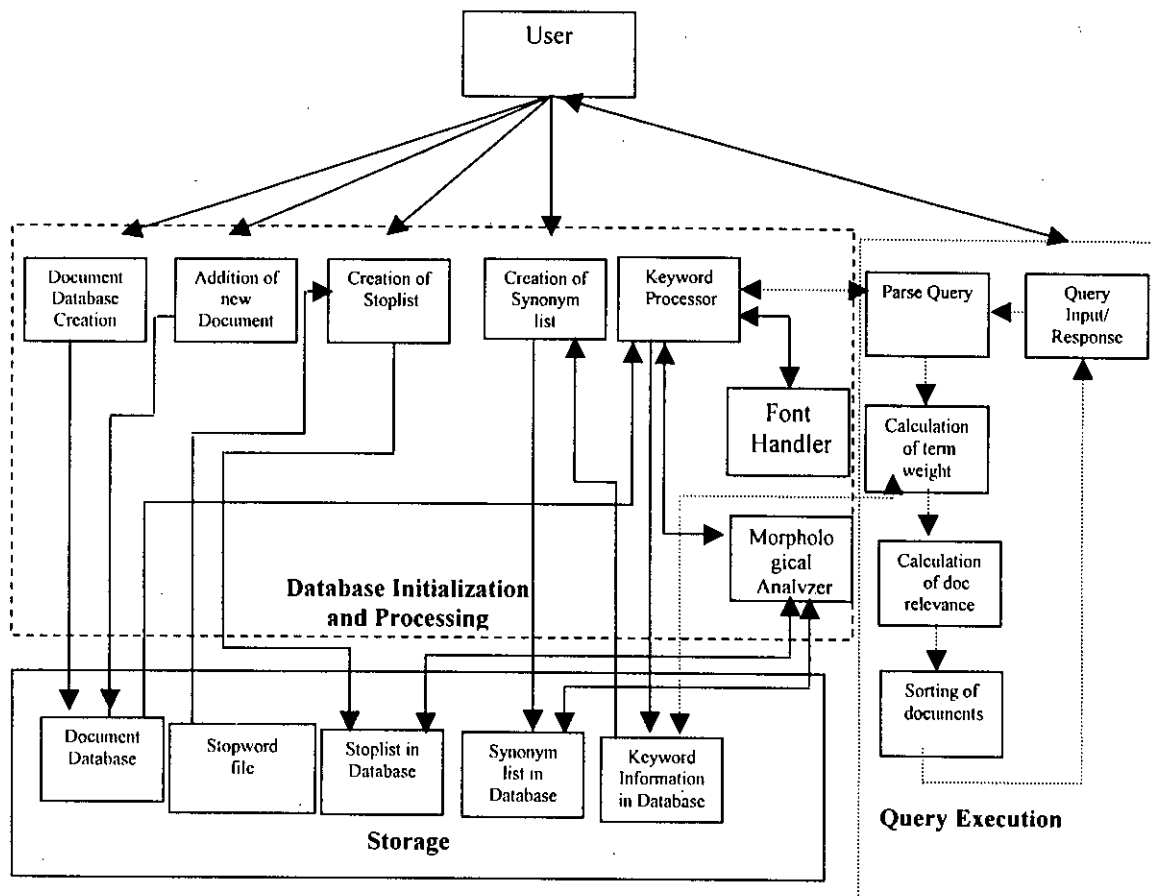 User
Document
Database
Creation
Addition of
new
Document
Creation of
Stoplist
Creation of
Synonym
list
Keyword
Processor
Parse Query
Query
Input/
Response
Font
Handler
Calculation
of term
weight
Morpholo
gical
Analyzer
Calculation
of doc
relevance
Database Initialization
and Processing
Sorting of
documents
Document
Database
Stopword
file
Stoplist in
Database
Synonym
list in
Database
Keyword
Information
in Database
Storage
Query Execution